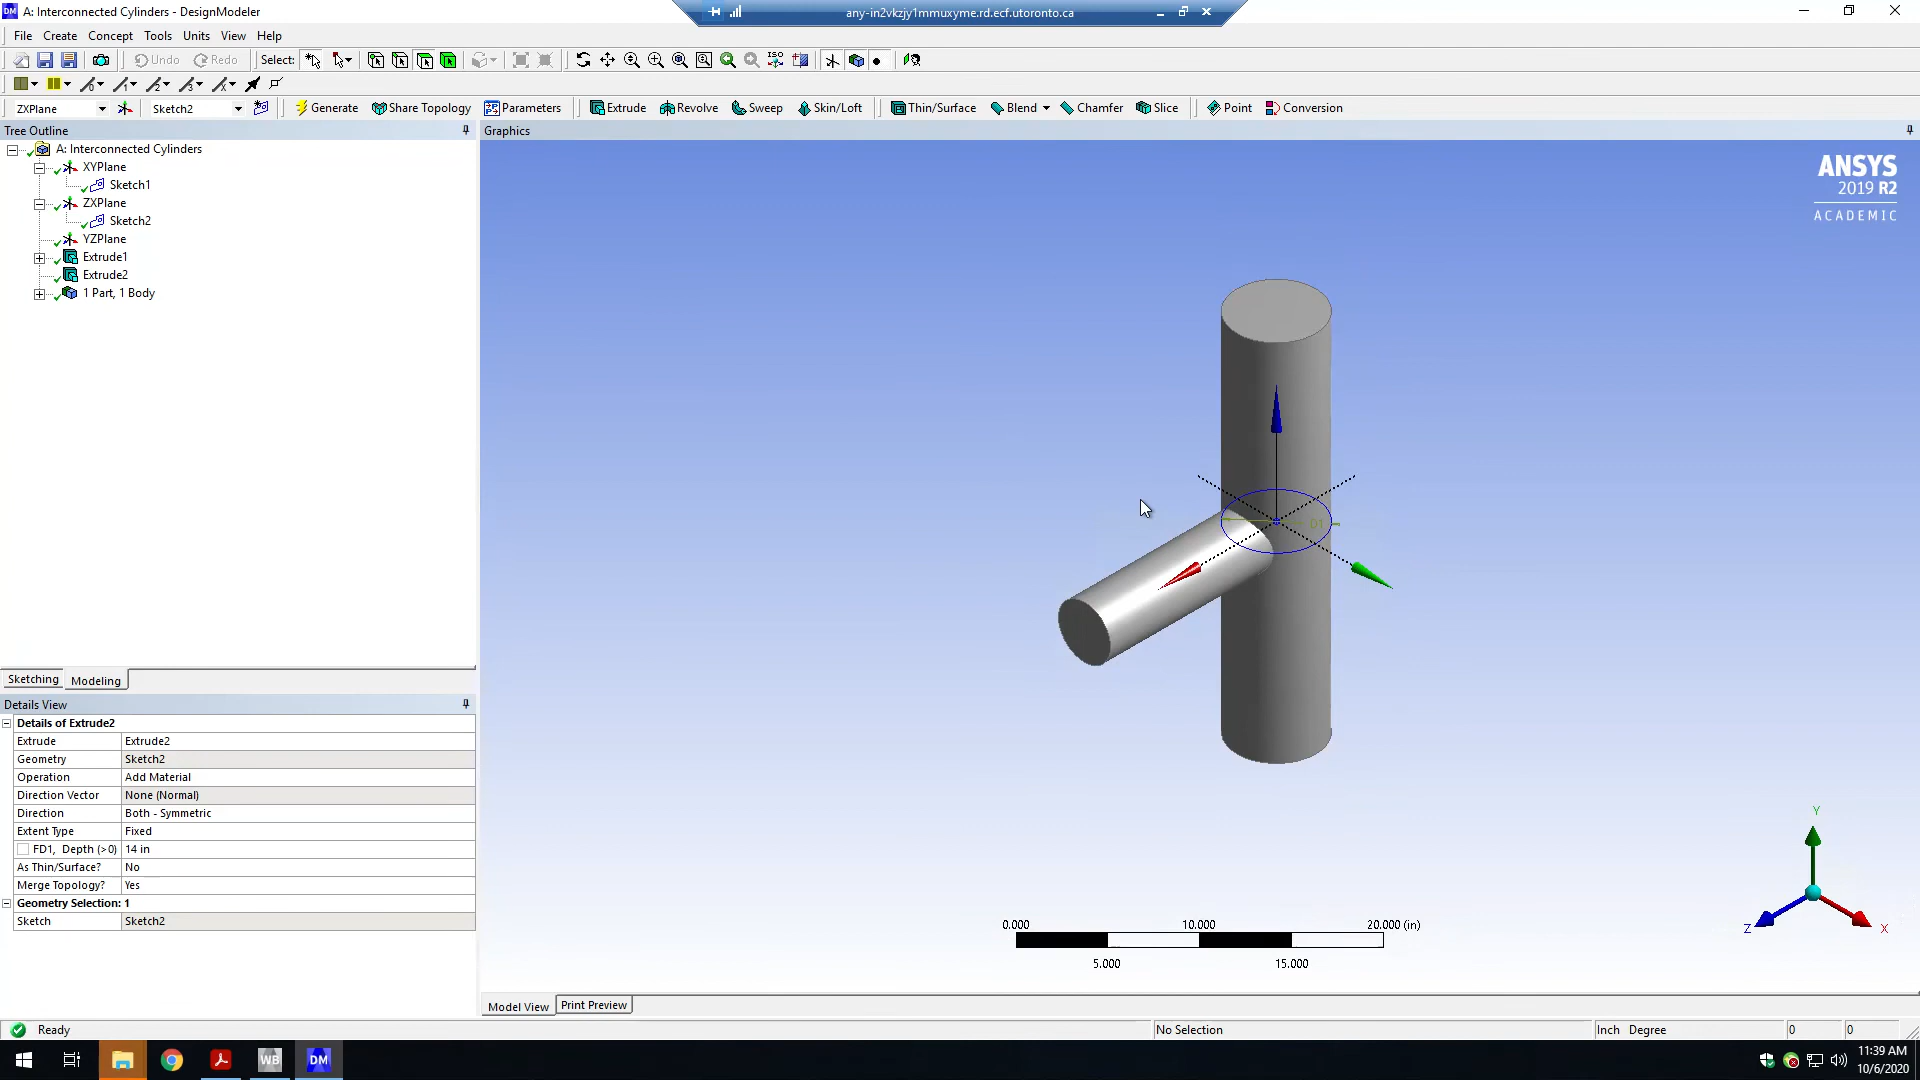 A: Interconnected Cylinders - DesignModeler
any-in2vkzjy1mmuxyme.rd.ecf.utoronto.ca
File Create Concept Tools Units View Help
Undo Redo Select: ISO
ZXPlane Sketch2 Generate Share Topology Parameters Extrude Revolve Sweep Skin/Loft Thin/Surface Blend Chamfer Slice Point Conversion
Tree Outline
Graphics
A: Interconnected Cylinders
XYPlane
Sketch1
ZXPlane
Sketch2
YZPlane
Extrude1
Extrude2
1 Part, 1 Body
ANSYS
2019 R2
ACADEMIC
D1
Sketching Modeling
Details View
Details of Extrude2
Extrude Extrude2
Geometry Sketch2
Operation Add Material
Direction Vector None (Normal)
Direction Both - Symmetric
Extent Type Fixed
FD1, Depth (>0) 14 in
As Thin/Surface? No
Merge Topology? Yes
Geometry Selection: 1
Sketch Sketch2
0.000 10.000 20.000 (in)
5.000 15.000
Y
Z X
Model View Print Preview
Ready
No Selection
Inch Degree 0 0
WB DM
11:39 AM
10/6/2020